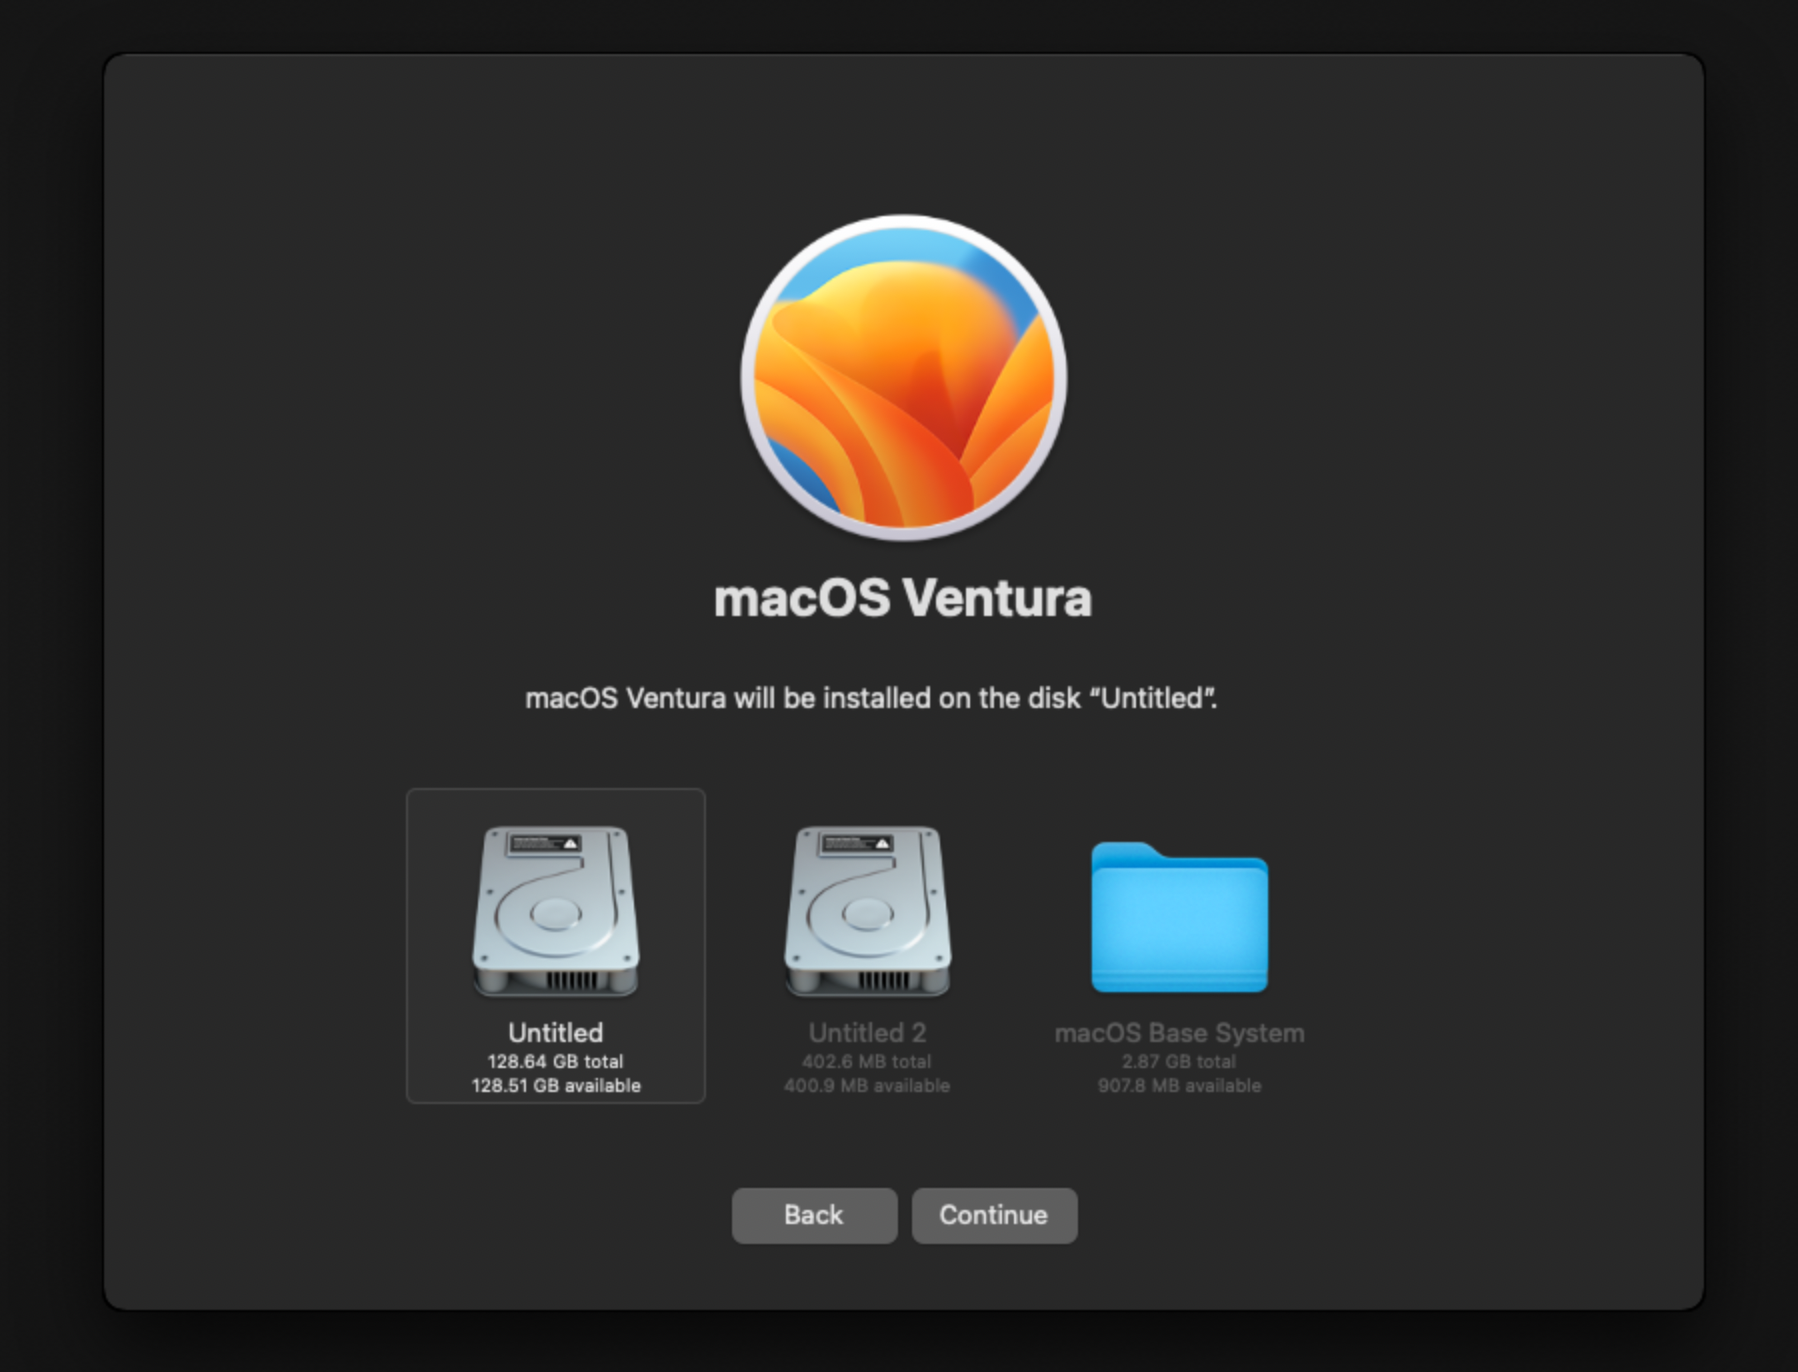 macOS Ventura
macOS Ventura will be installed on the disk “Untitled”.
Untitled
128.64 GB total
128.51 GB available
Untitled 2
402.6 MB total
400.9 MB available
macOS Base System
2.87 GB total
907.8 MB available
Back
Continue